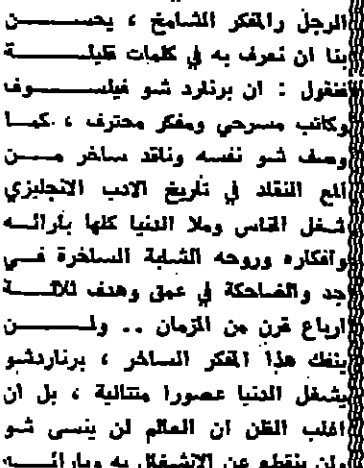 الرجل والمفكر الشامخ ، يحسن
بنا ان نعرف به في كلمات قليلة
فنقول : ان برنارد شو فيلسوف
وكاتب مسرحي ومفكر محترف ، كما
وصف شو نفسه وناقد ساخر من
ألمع النقاد في تاريخ الادب الانجليزي
شغل الناس وملا الدنيا كلها بآرائه
وافكاره وروحه الشابة الساخرة في
جد والضاحكة في عمق وهدف ثلاثة
ارباع قرن من الزمان .. ولن
ينفك هذا المفكر الساخر ، برناردشو
يشغل الدنيا عصورا متتالية ، بل ان
اغلب الظن ان العالم لن ينسى شو
ولن ينقطع عن الانشغال به وبارائه